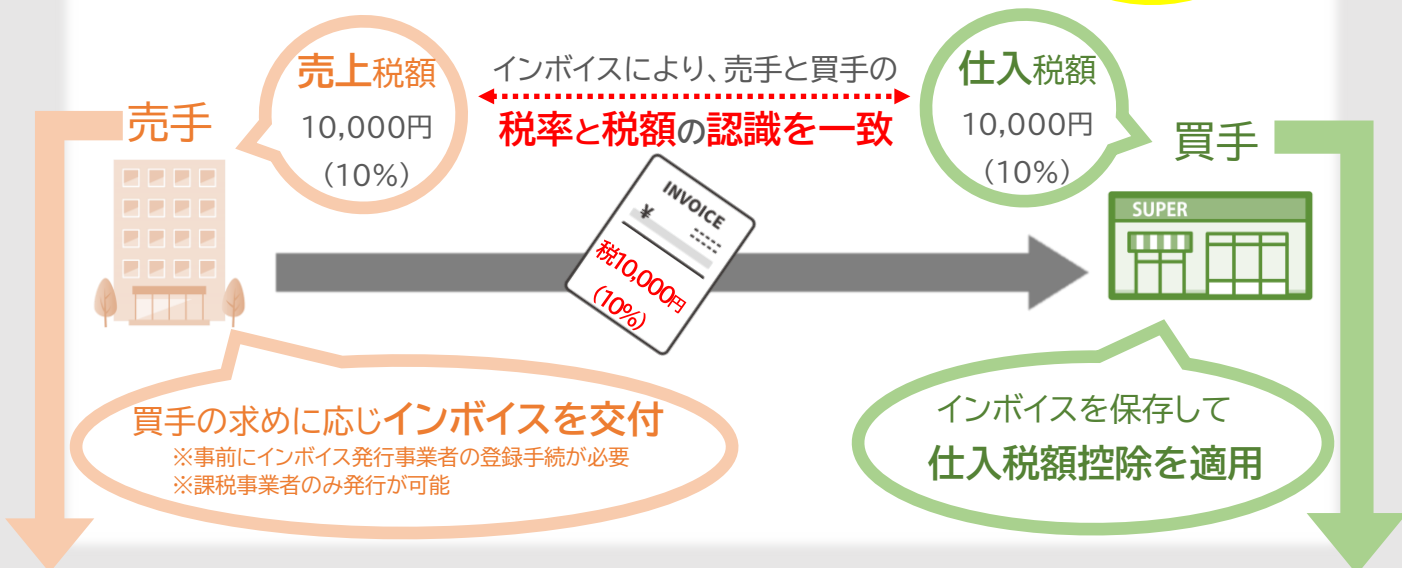 売上税額
10,000円
(10%)
売手
インボイスにより、売手と買手の
税率と税額の認識を一致
仕入税額
10,000円
(10%)
買手
INVOICE
¥
税10,000円
(10%)
SUPER
買手の求めに応じインボイスを交付
※事前にインボイス発行事業者の登録手続が必要
※課税事業者のみ発行が可能
インボイスを保存して
仕入税額控除を適用